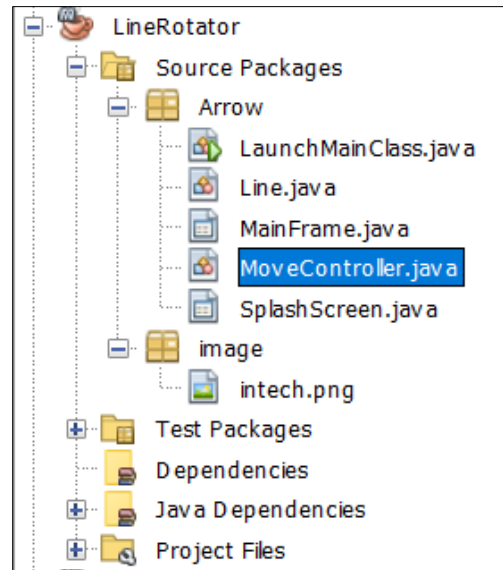 LineRotator
Source Packages
Arrow
LaunchMainClass.java
Line.java
MainFrame.java
MoveController.java
SplashScreen.java
image
intech.png
Test Packages
Dependencies
Java Dependencies
Project Files